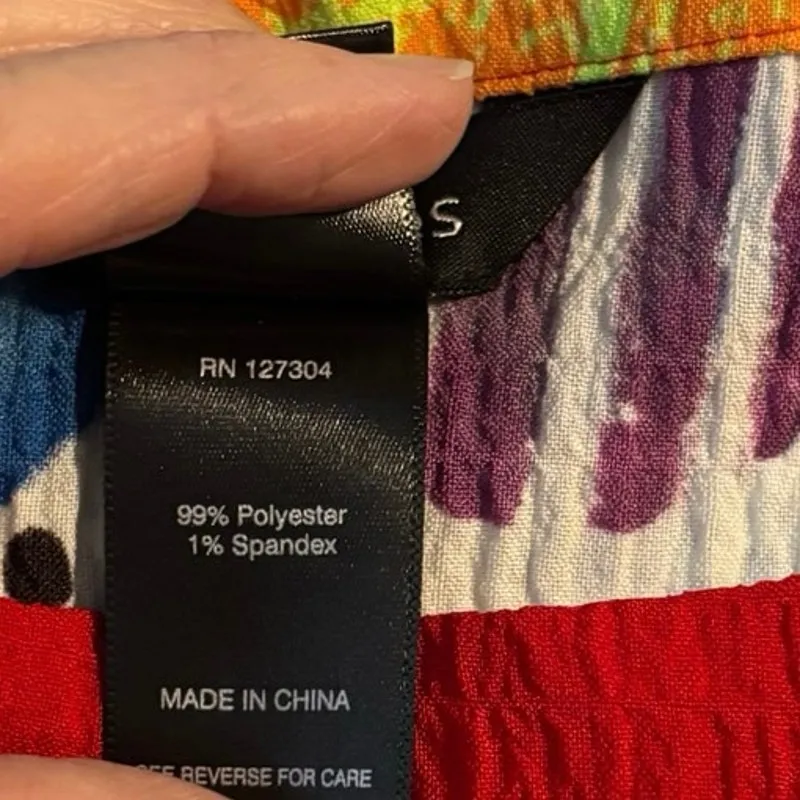 S
RN 127304
99% Polyester
1% Spandex
MADE IN CHINA
SEE REVERSE FOR CARE